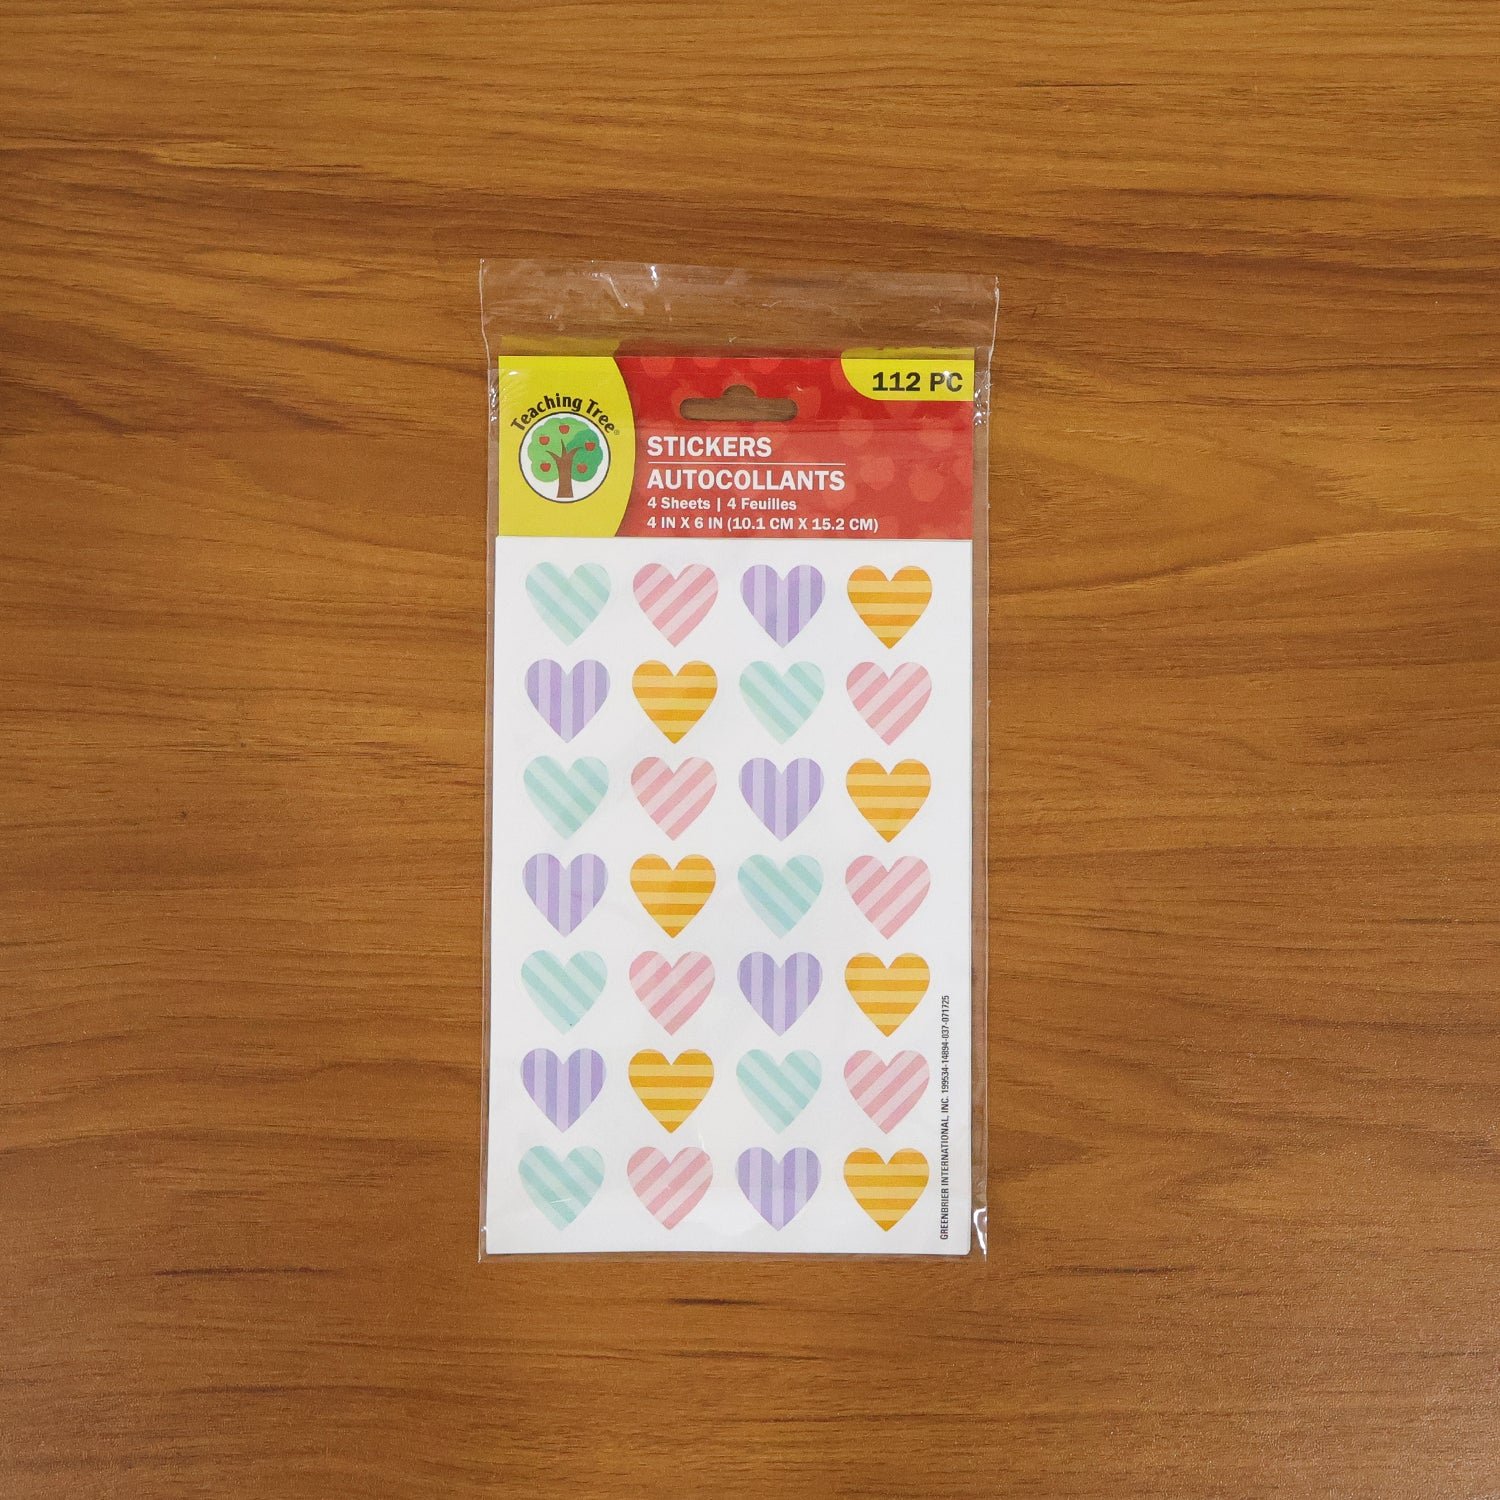 Teaching Tree®
112 PC
STICKERS
AUTOCOLLANTS
4 Sheets | 4 Feuilles
4 IN X 6 IN (10.1 CM X 15.2 CM)
GREENBRIER INTERNATIONAL, INC. 199534-14894-037-071725